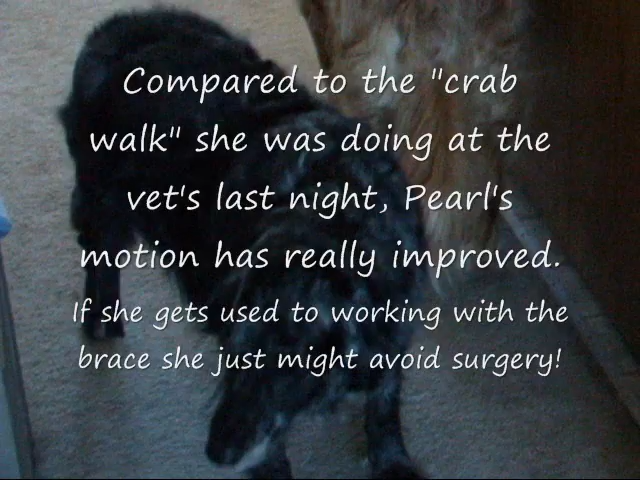 Compared to the "crab
walk" she was doing at the
vet's last night, Pearl's
motion has really improved.
If she gets used to working with the
brace she just might avoid surgery!